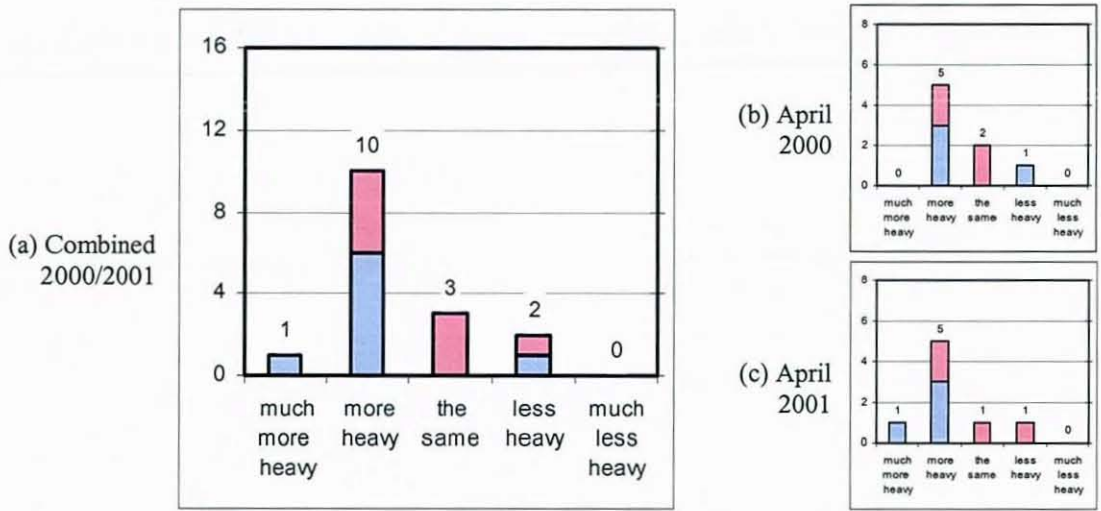 (a) Combined
2000/2001
16
12
8
4
0
1
10
3
2
0
much more heavy
more heavy
the same
less heavy
much less heavy
(b) April
2000
8
6
4
2
0
0
5
2
1
0
much more heavy
more heavy
the same
less heavy
much less heavy
(c) April
2001
8
6
4
2
0
1
5
1
1
0
much more heavy
more heavy
the same
less heavy
much less heavy